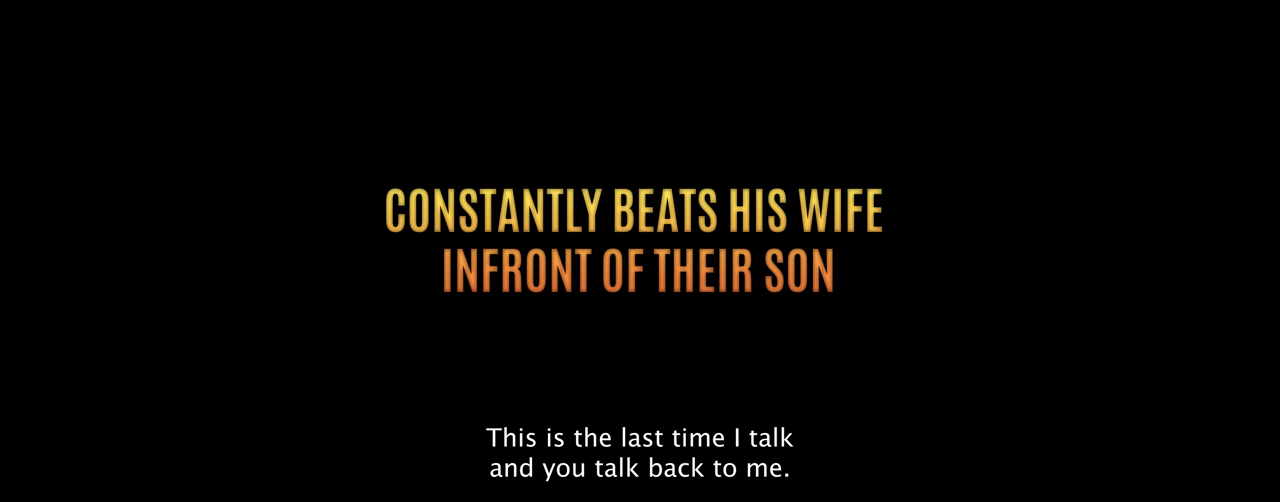 CONSTANTLY BEATS HIS WIFE
INFRONT OF THEIR SON
This is the last time I talk
and you talk back to me.